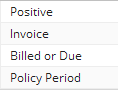 Positive
Invoice
Billed or Due
Policy Period